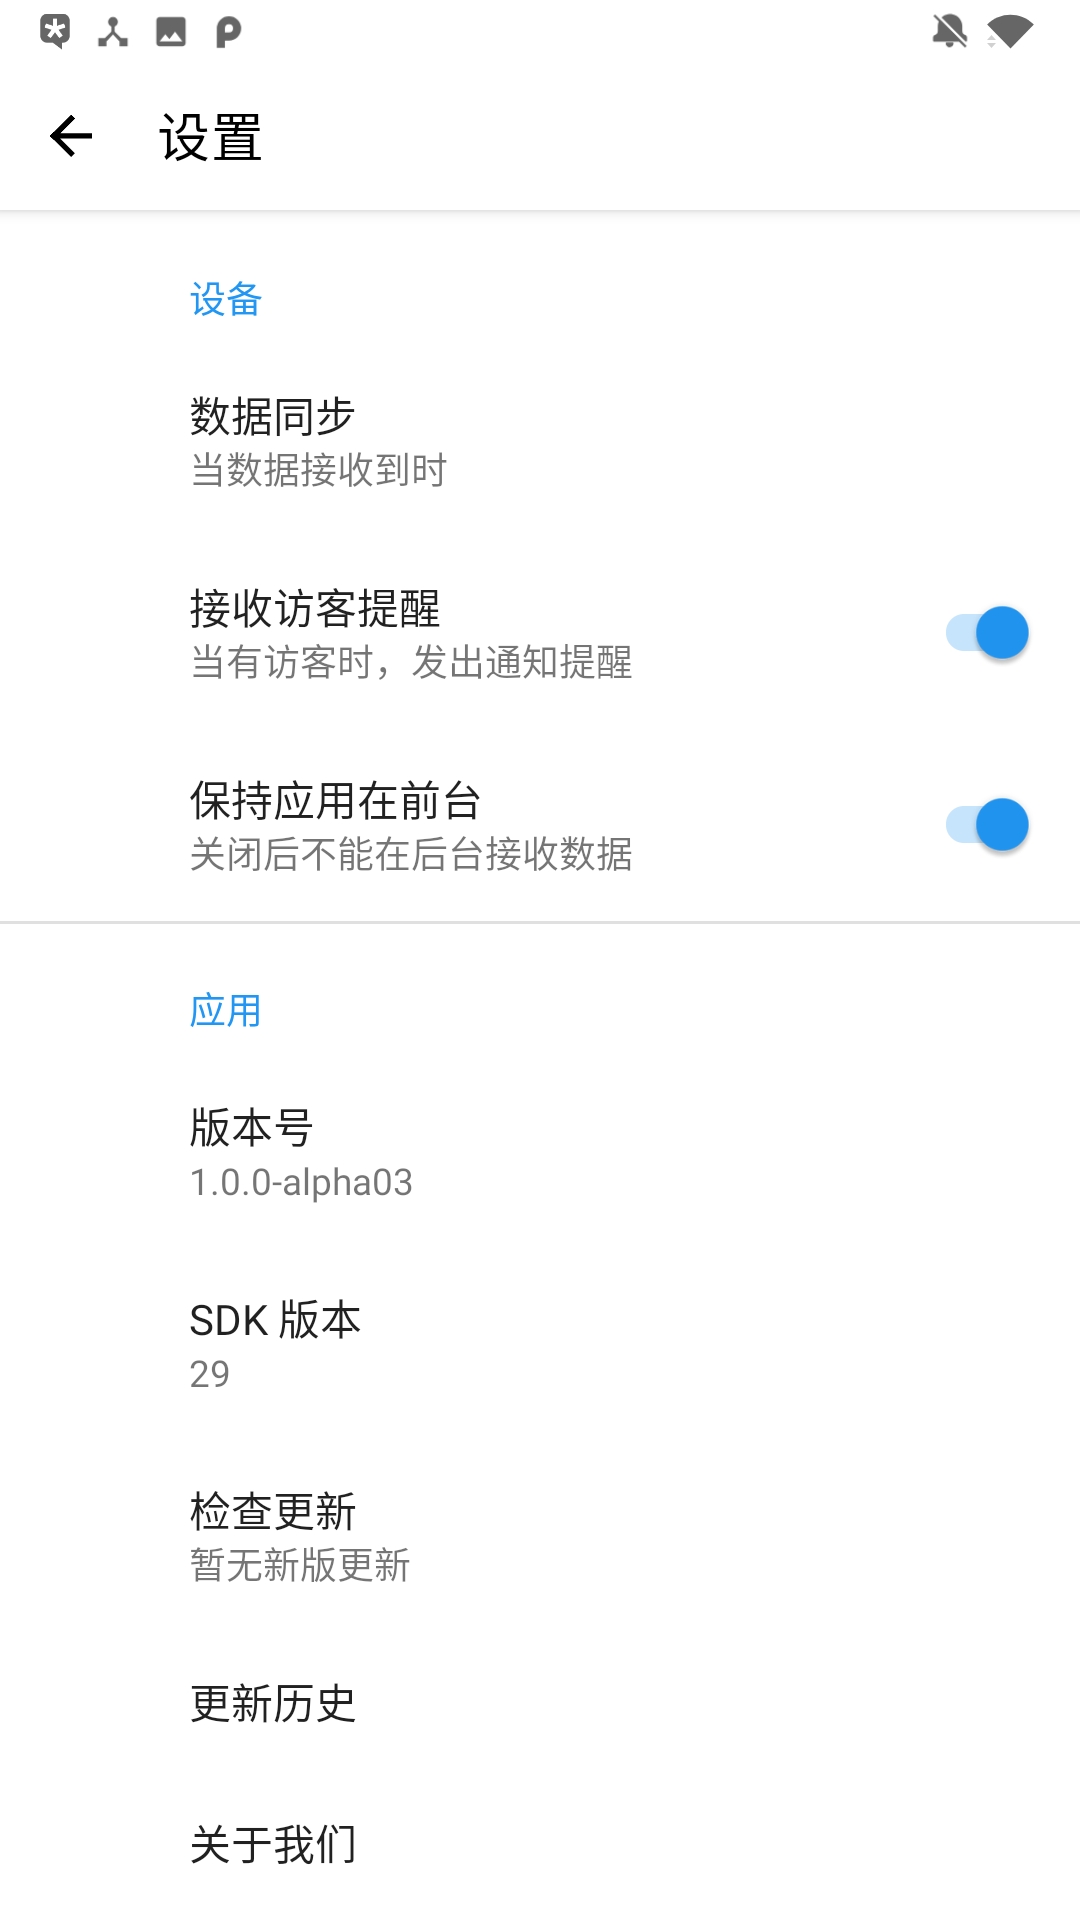 设置
设备
数据同步
当数据接收到时
接收访客提醒
当有访客时，发出通知提醒
保持应用在前台
关闭后不能在后台接收数据
应用
版本号
1.0.0-alpha03
SDK 版本
29
检查更新
暂无新版更新
更新历史
关于我们